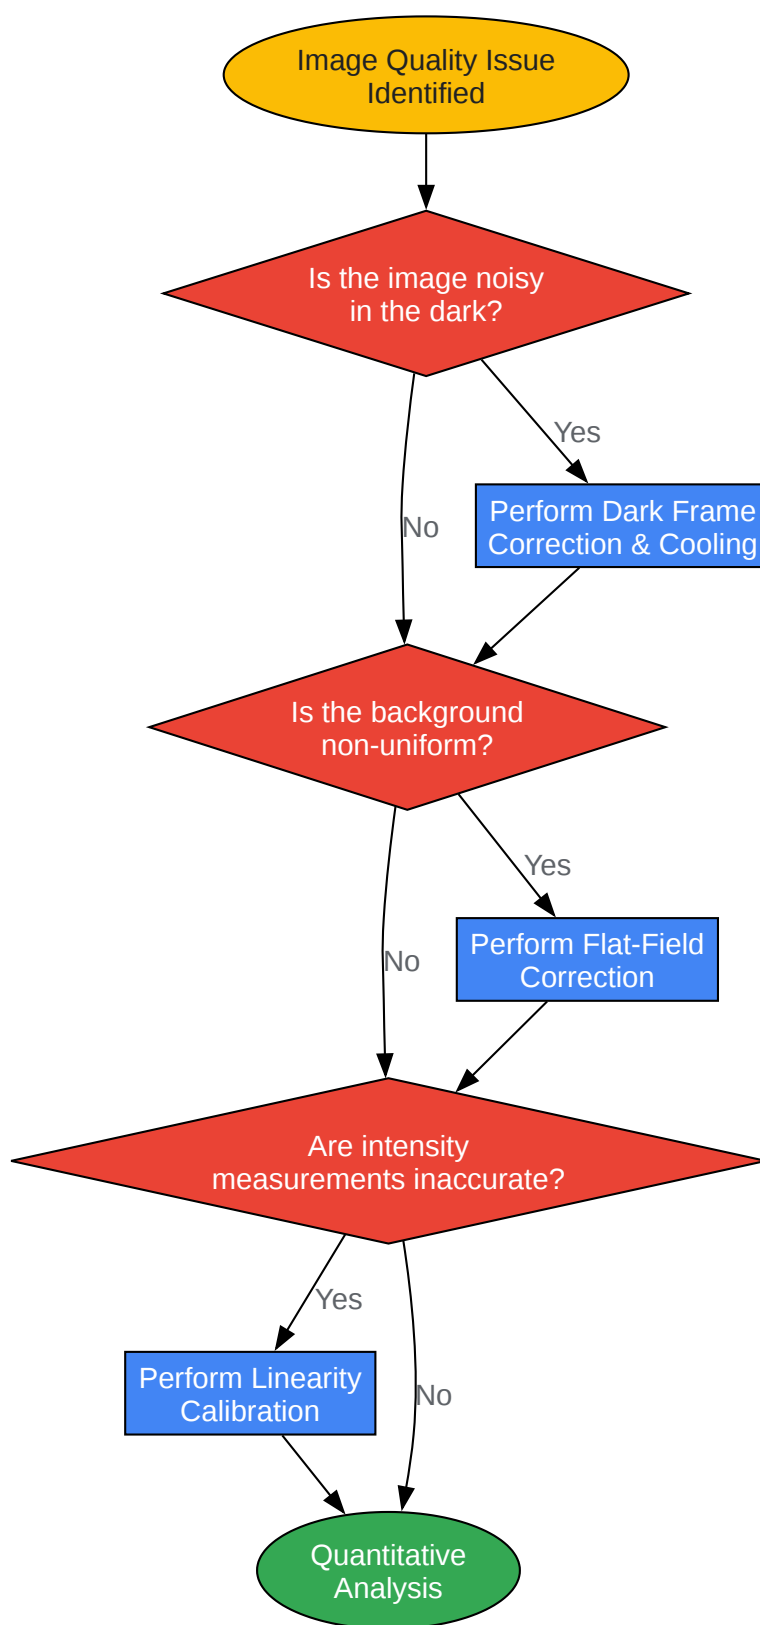 Image Quality Issue
Identified
Is the image noisy
in the dark?
Yes
No
Perform Dark Frame
Correction & Cooling
Is the background
non-uniform?
Yes
No
Perform Flat-Field
Correction
Are intensity
measurements inaccurate?
Yes
Perform Linearity
Calibration
No
Quantitative
Analysis